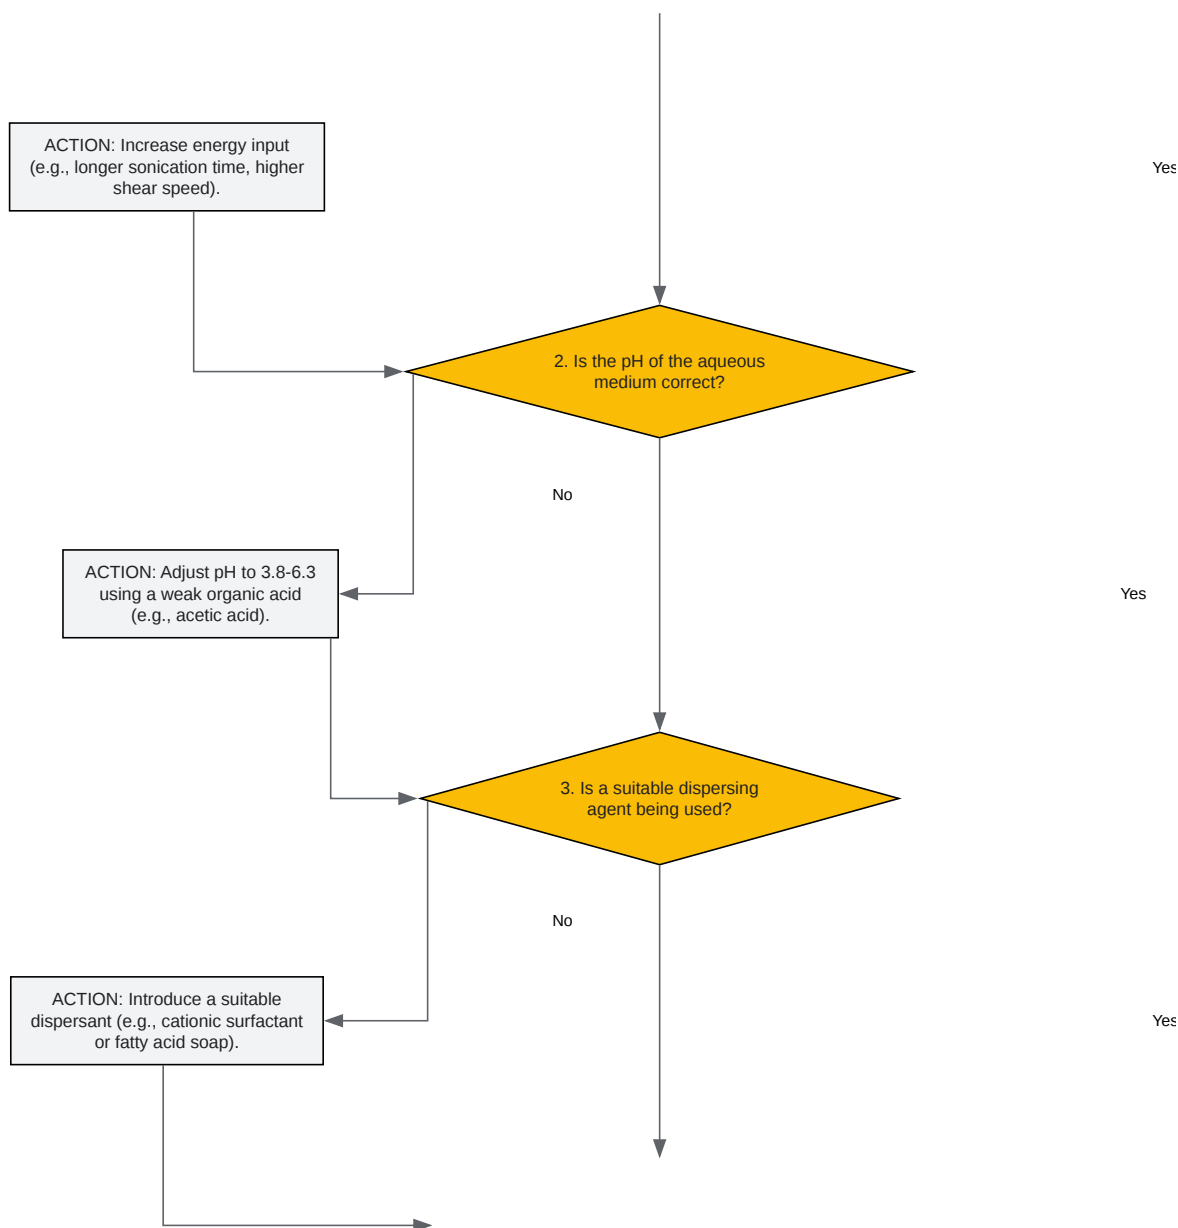 ACTION: Increase energy input
(e.g., longer sonication time, higher
shear speed).
Yes
2. Is the pH of the aqueous
medium correct?
No
ACTION: Adjust pH to 3.8-6.3
using a weak organic acid
(e.g., acetic acid).
Yes
3. Is a suitable dispersing
agent being used?
No
ACTION: Introduce a suitable
dispersant (e.g., cationic surfactant
or fatty acid soap).
Yes